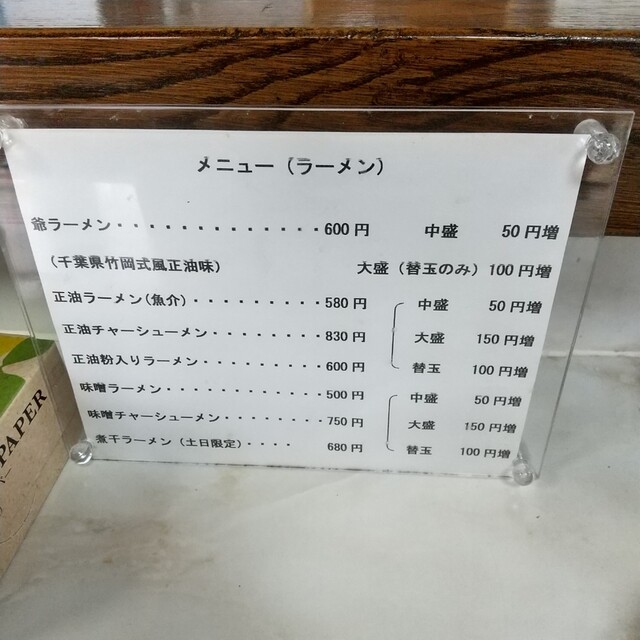 メニュー（ラーメン）
爺ラーメン・・・・・・・・・・・・・600円 中盛 50円増
（千葉県竹岡式風正油味） 大盛（替玉のみ）100円増
正油ラーメン(魚介)・・・・・・・・・580円 中盛 50円増
正油チャーシューメン・・・・・・・・830円 大盛 150円増
正油粉入りラーメン・・・・・・・・・600円 替玉 100円増
味噌ラーメン・・・・・・・・・・・・500円 中盛 50円増
味噌チャーシューメン・・・・・・・・750円 大盛 150円増
煮干ラーメン（土日限定）・・・・ 680円 替玉 100円増
PAPER